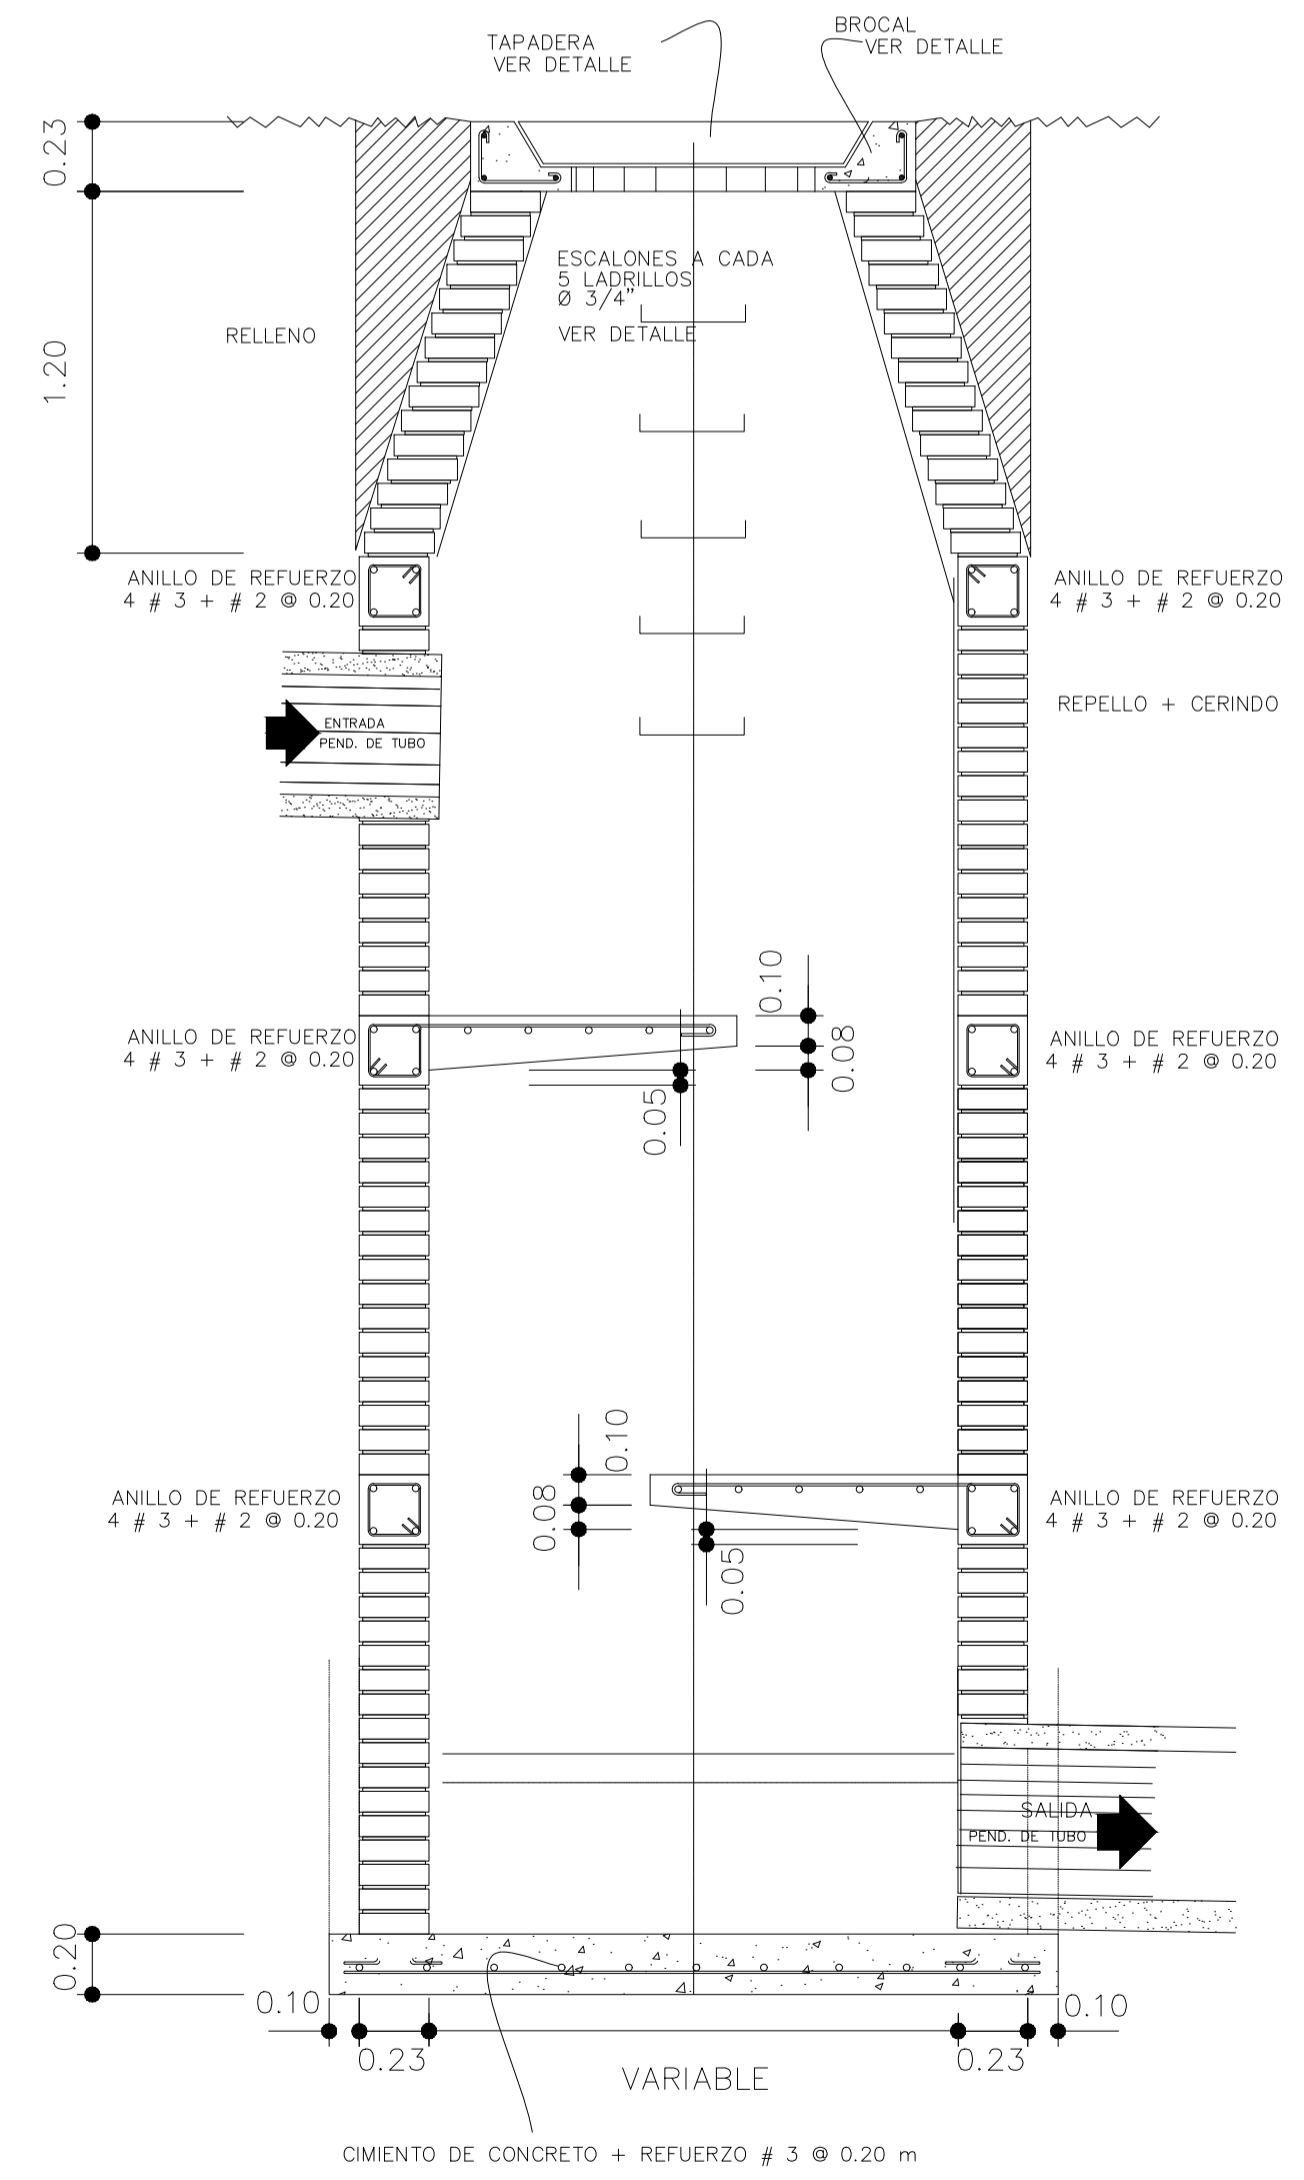 BROCAL
VER DETALLE
TAPADERA
VER DETALLE
0.23
ESCALONES A CADA
5 LADRILLOS
Ø 3/4"
VER DETALLE
RELLENO
1.20
ANILLO DE REFUERZO
4 # 3 + # 2 @ 0.20
ANILLO DE REFUERZO
4 # 3 + # 2 @ 0.20
REPELLO + CERINDO
ENTRADA
PEND. DE TUBO
0.10
0.08
0.05
ANILLO DE REFUERZO
4 # 3 + # 2 @ 0.20
ANILLO DE REFUERZO
4 # 3 + # 2 @ 0.20
0.10
0.08
0.05
ANILLO DE REFUERZO
4 # 3 + # 2 @ 0.20
ANILLO DE REFUERZO
4 # 3 + # 2 @ 0.20
SALIDA
PEND. DE TUBO
0.20
0.10
0.10
0.23
0.23
VARIABLE
CIMIENTO DE CONCRETO + REFUERZO # 3 @ 0.20 m